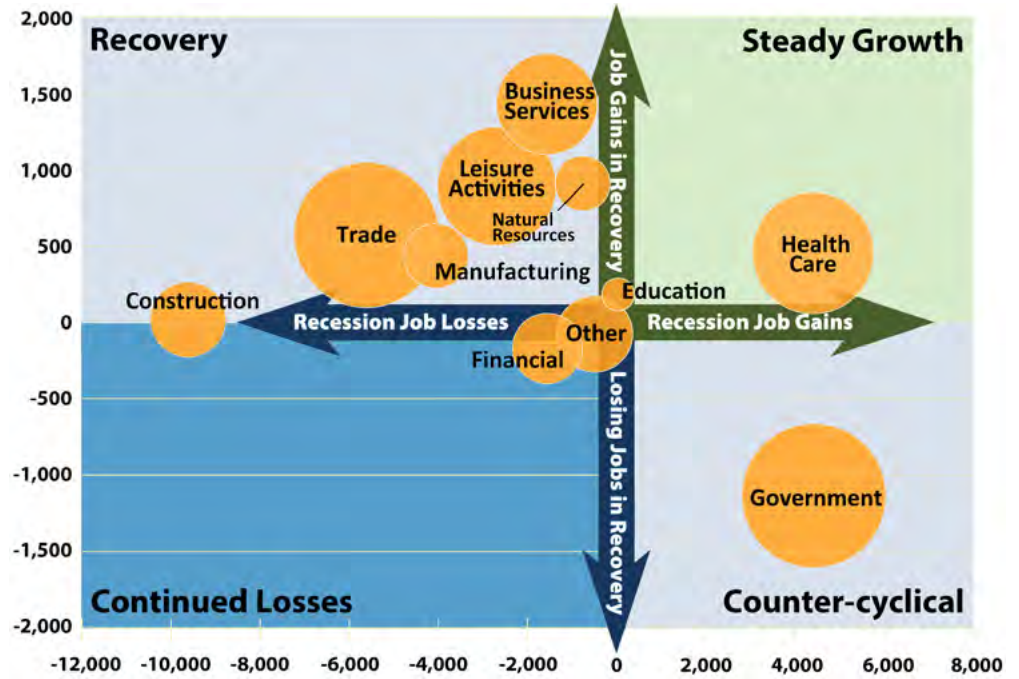 2,000
Recovery
Steady Growth
1,500
Business
Services
Job Gains in Recovery
1,000
Leisure
Activities
Natural
Resources
500
Trade
Manufacturing
Health
Care
Construction
Education
0
Recession Job Losses
Other
Recession Job Gains
Financial
Losing Jobs in Recovery
-500
-1,000
Government
-1,500
Continued Losses
Counter-cyclical
-2,000
-12,000
-10,000
-8,000
-6,000
-4,000
-2,000
0
2,000
4,000
6,000
8,000